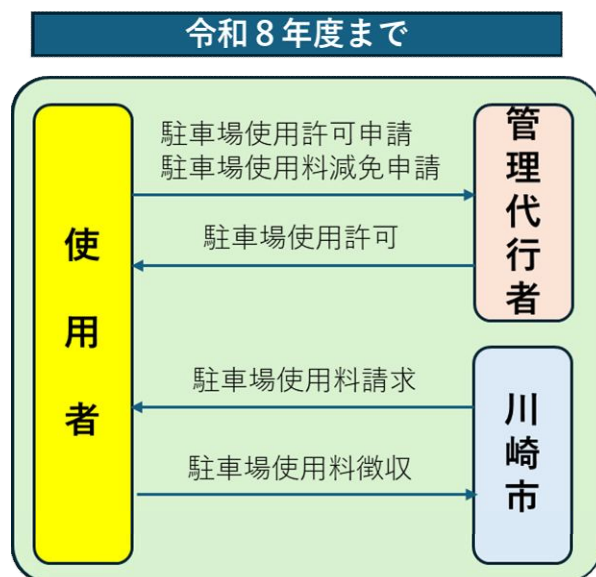 令和８年度まで
使用者
駐車場使用許可申請
駐車場使用料減免申請
駐車場使用許可
管理代行者
駐車場使用料請求
駐車場使用料徴収
川崎市